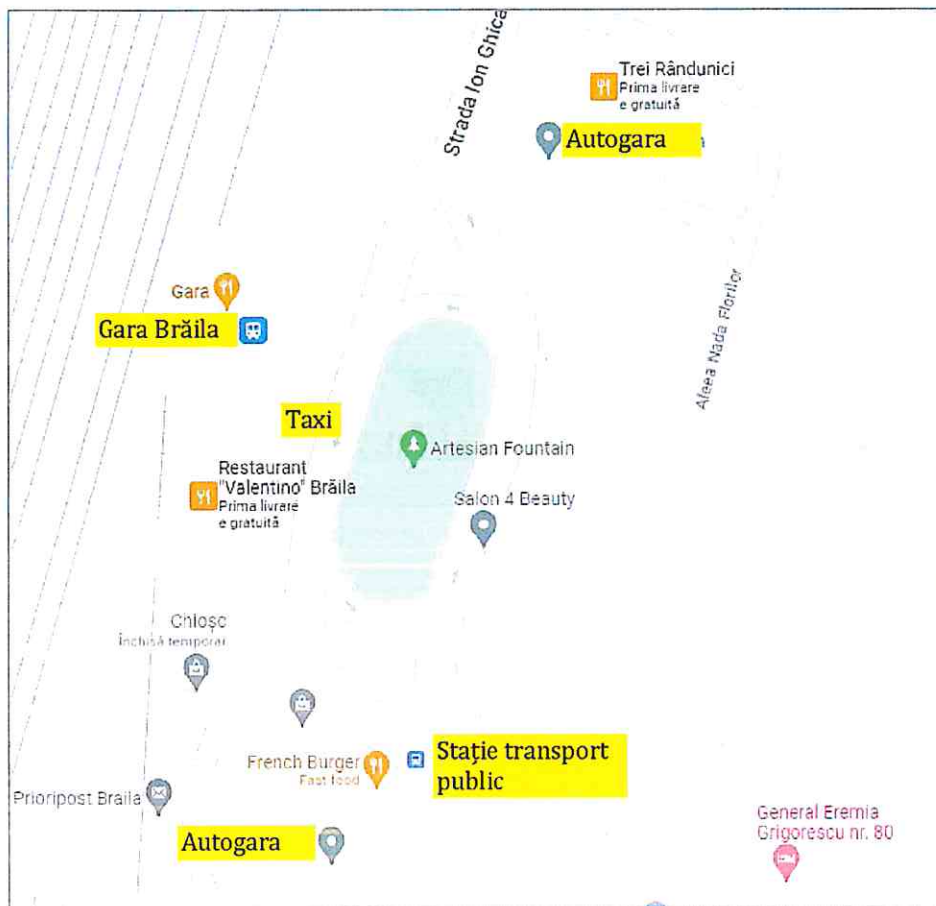 Strada Ion Ghica
Trei Rândunici
Prima livrare
e gratuită
Autogara
Gara
Gara Brăila
Aleea Nada Florilor
Taxi
Artesian Fountain
Restaurant
"Valentino" Brăila
Prima livrare
e gratuită
Salon 4 Beauty
Chioșc
Închisă temporar
French Burger
Fast food
Stație transport
public
Prioripost Braila
Autogara
General Eremia
Grigorescu nr. 80